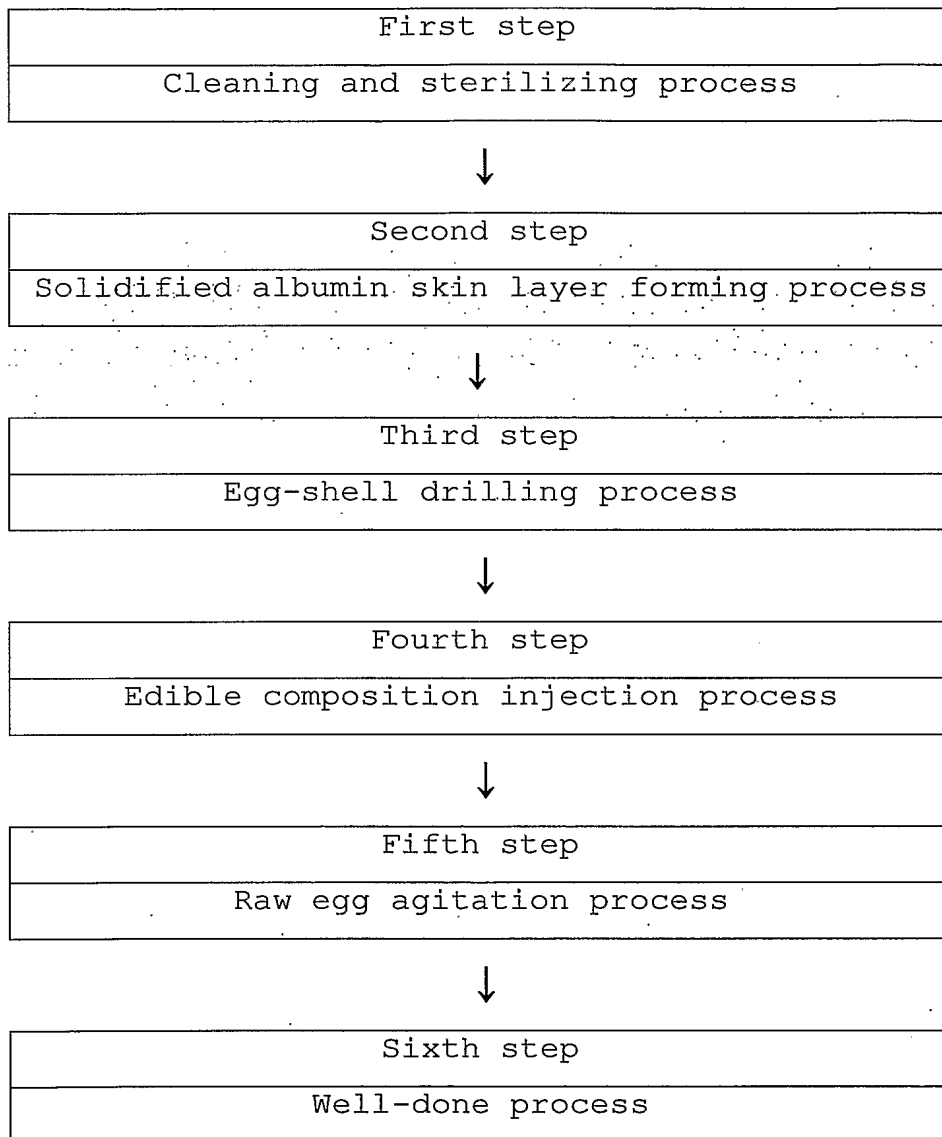 First step
Cleaning and sterilizing process
↓
Second step
Solidified albumin skin layer forming process
↓
Third step
Egg-shell drilling process
↓
Fourth step
Edible composition injection process
↓
Fifth step
Raw egg agitation process
↓
Sixth step
Well-done process